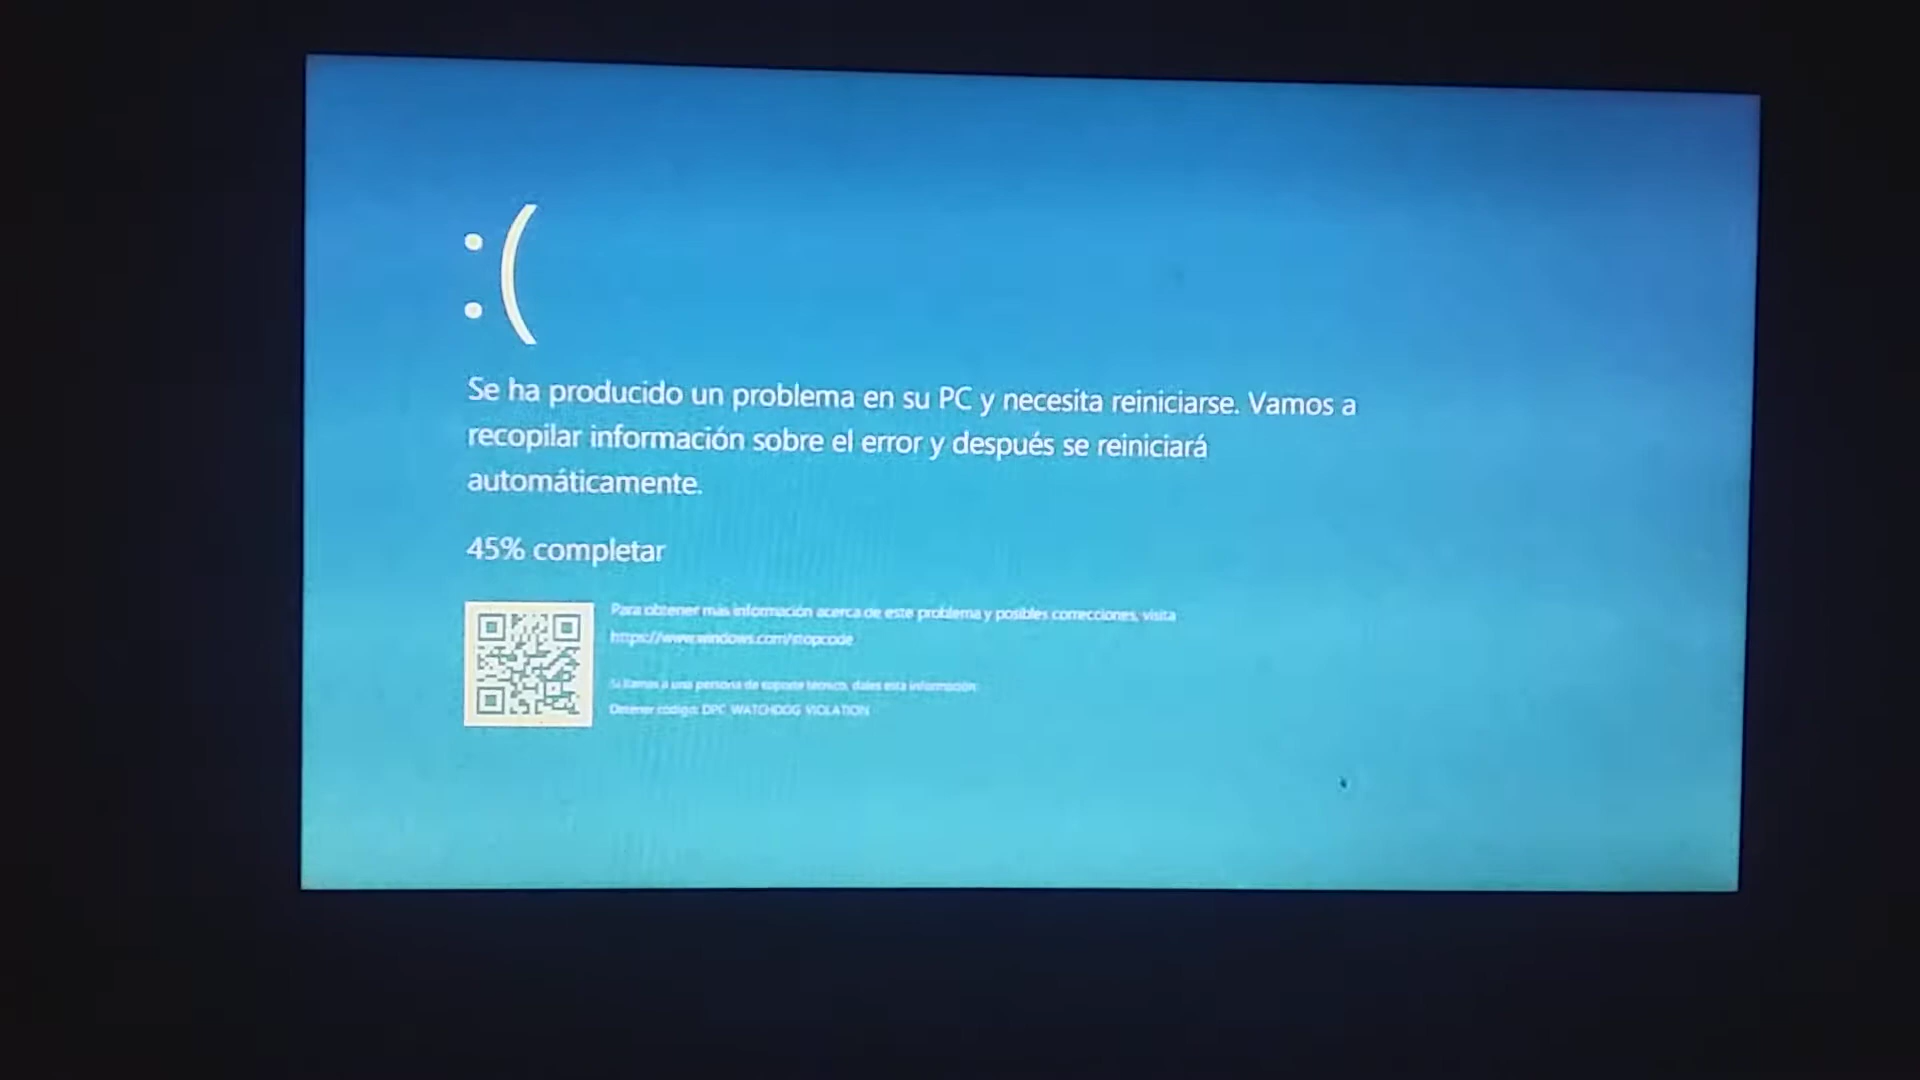 :(
Se ha producido un problema en su PC y necesita reiniciarse. Vamos a
recopilar información sobre el error y después se reiniciará
automáticamente.
45% completar
Para obtener más información acerca de este problema y posibles correcciones, visita
https://www.windows.com/stopcode
Si llamas a una persona de soporte técnico, dales esta información:
Detener código: DPC WATCHDOG VIOLATION